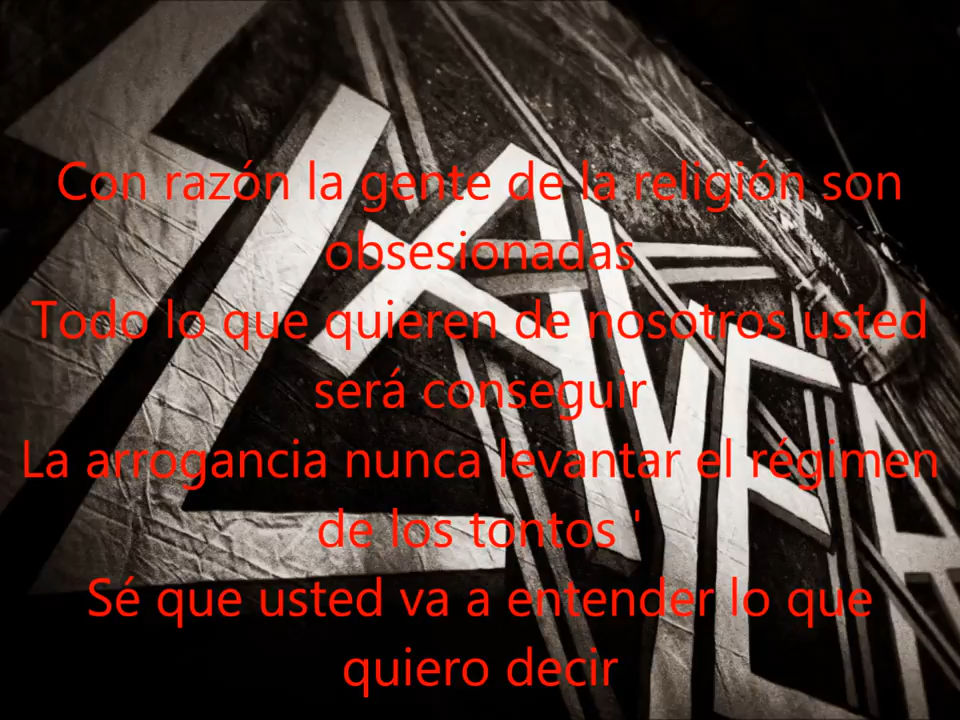 Con razón la gente de la religión son
obsesionadas
Todo lo que quieren de nosotros usted
será conseguir
La arrogancia nunca levantar el régimen
de los tontos '
Sé que usted va a entender lo que
quiero decir